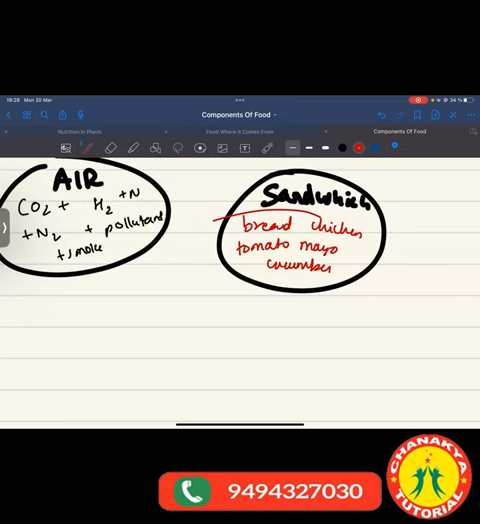 19:28 Mon 20 Mar
34 %
Components Of Food
Nutrition In Plants
Food Where It Comes From
Components Of Food
AIR
CO2 + H2 + N
+ N2 + pollutant
+ smoke
Sandwhich
bread chicken
tomato mayo
cucumber
9494327030
CHANAKYA
TUTORIAL